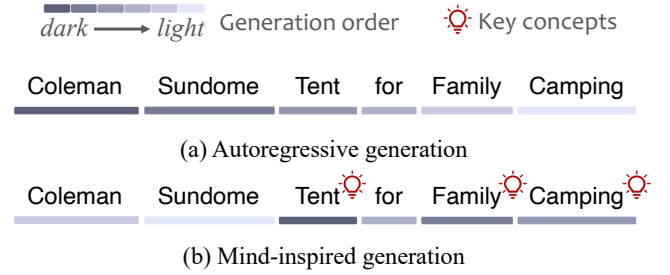 dark light Generation order Key concepts
Coleman Sundome Tent for Family Camping
(a) Autoregressive generation
Coleman Sundome Tent for Family Camping
(b) Mind-inspired generation